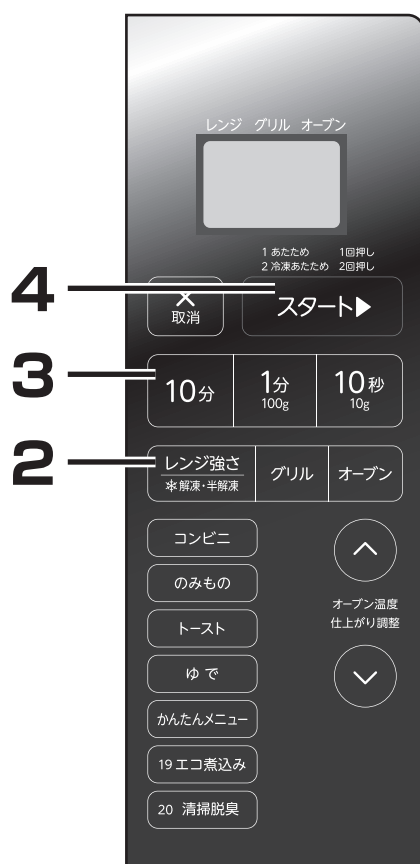 レンジ グリル オーブン
1 あたため 1回押し
2 冷凍あたため 2回押し
4
取消
スタート▶
3
10分
1分
100g
10秒
10g
2
レンジ強さ
✻解凍・半解凍
グリル
オーブン
コンビニ
のみもの
トースト
ゆで
かんたんメニュー
19 エコ煮込み
20 清掃脱臭
オーブン温度
仕上がり調整